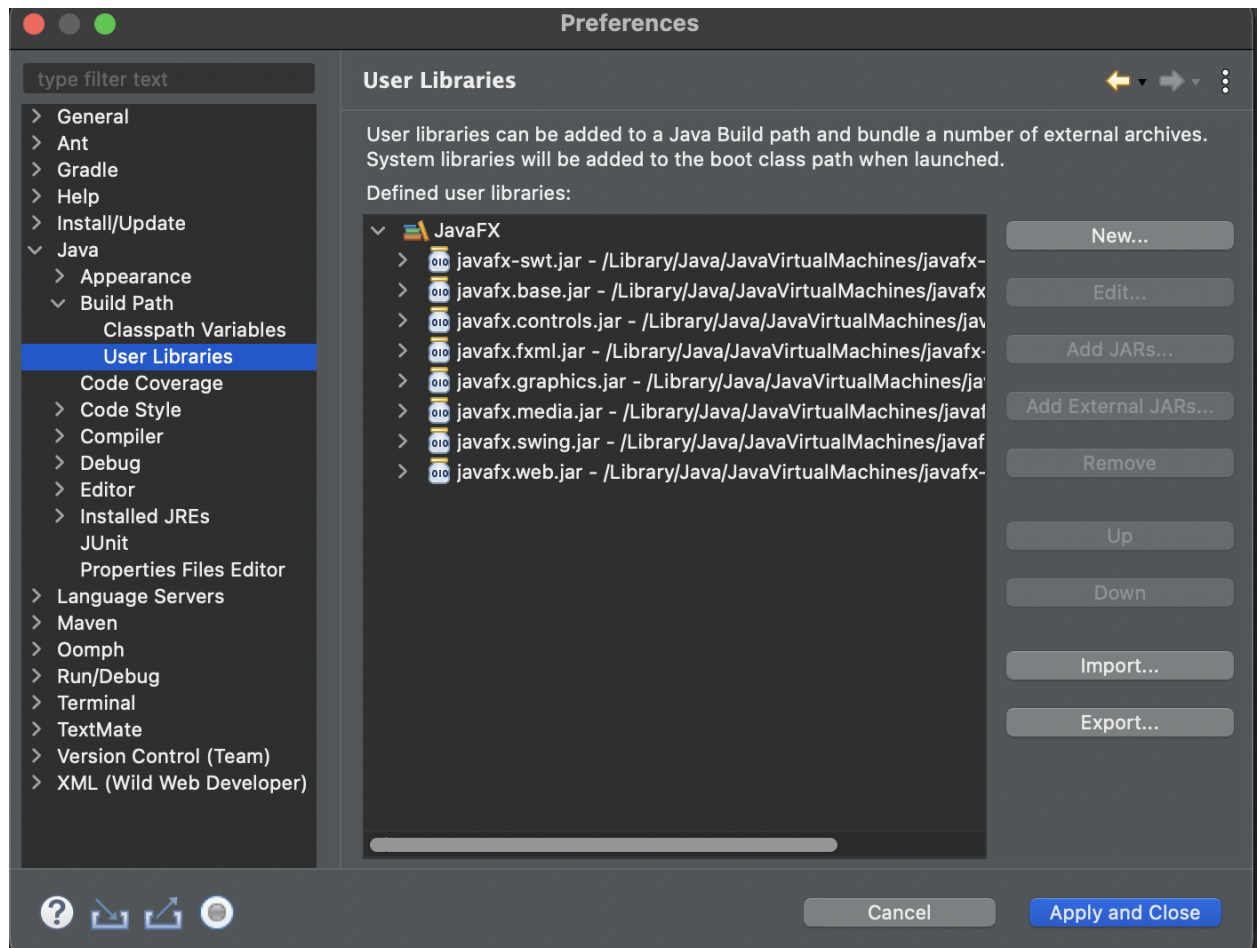 Preferences
type filter text
General
Ant
Gradle
Help
Install/Update
Java
Appearance
Build Path
Classpath Variables
User Libraries
Code Coverage
Code Style
Compiler
Debug
Editor
Installed JREs
JUnit
Properties Files Editor
Language Servers
Maven
Oomph
Run/Debug
Terminal
TextMate
Version Control (Team)
XML (Wild Web Developer)
User Libraries
User libraries can be added to a Java Build path and bundle a number of external archives.
System libraries will be added to the boot class path when launched.
Defined user libraries:
JavaFX
javafx-swt.jar - /Library/Java/JavaVirtualMachines/javafx-
javafx.base.jar - /Library/Java/JavaVirtualMachines/javafx
javafx.controls.jar - /Library/Java/JavaVirtualMachines/jav
javafx.fxml.jar - /Library/Java/JavaVirtualMachines/javafx-
javafx.graphics.jar - /Library/Java/JavaVirtualMachines/ja
javafx.media.jar - /Library/Java/JavaVirtualMachines/javaf
javafx.swing.jar - /Library/Java/JavaVirtualMachines/javaf
javafx.web.jar - /Library/Java/JavaVirtualMachines/javafx-
New...
Edit...
Add JARs...
Add External JARs...
Remove
Up
Down
Import...
Export...
Cancel
Apply and Close